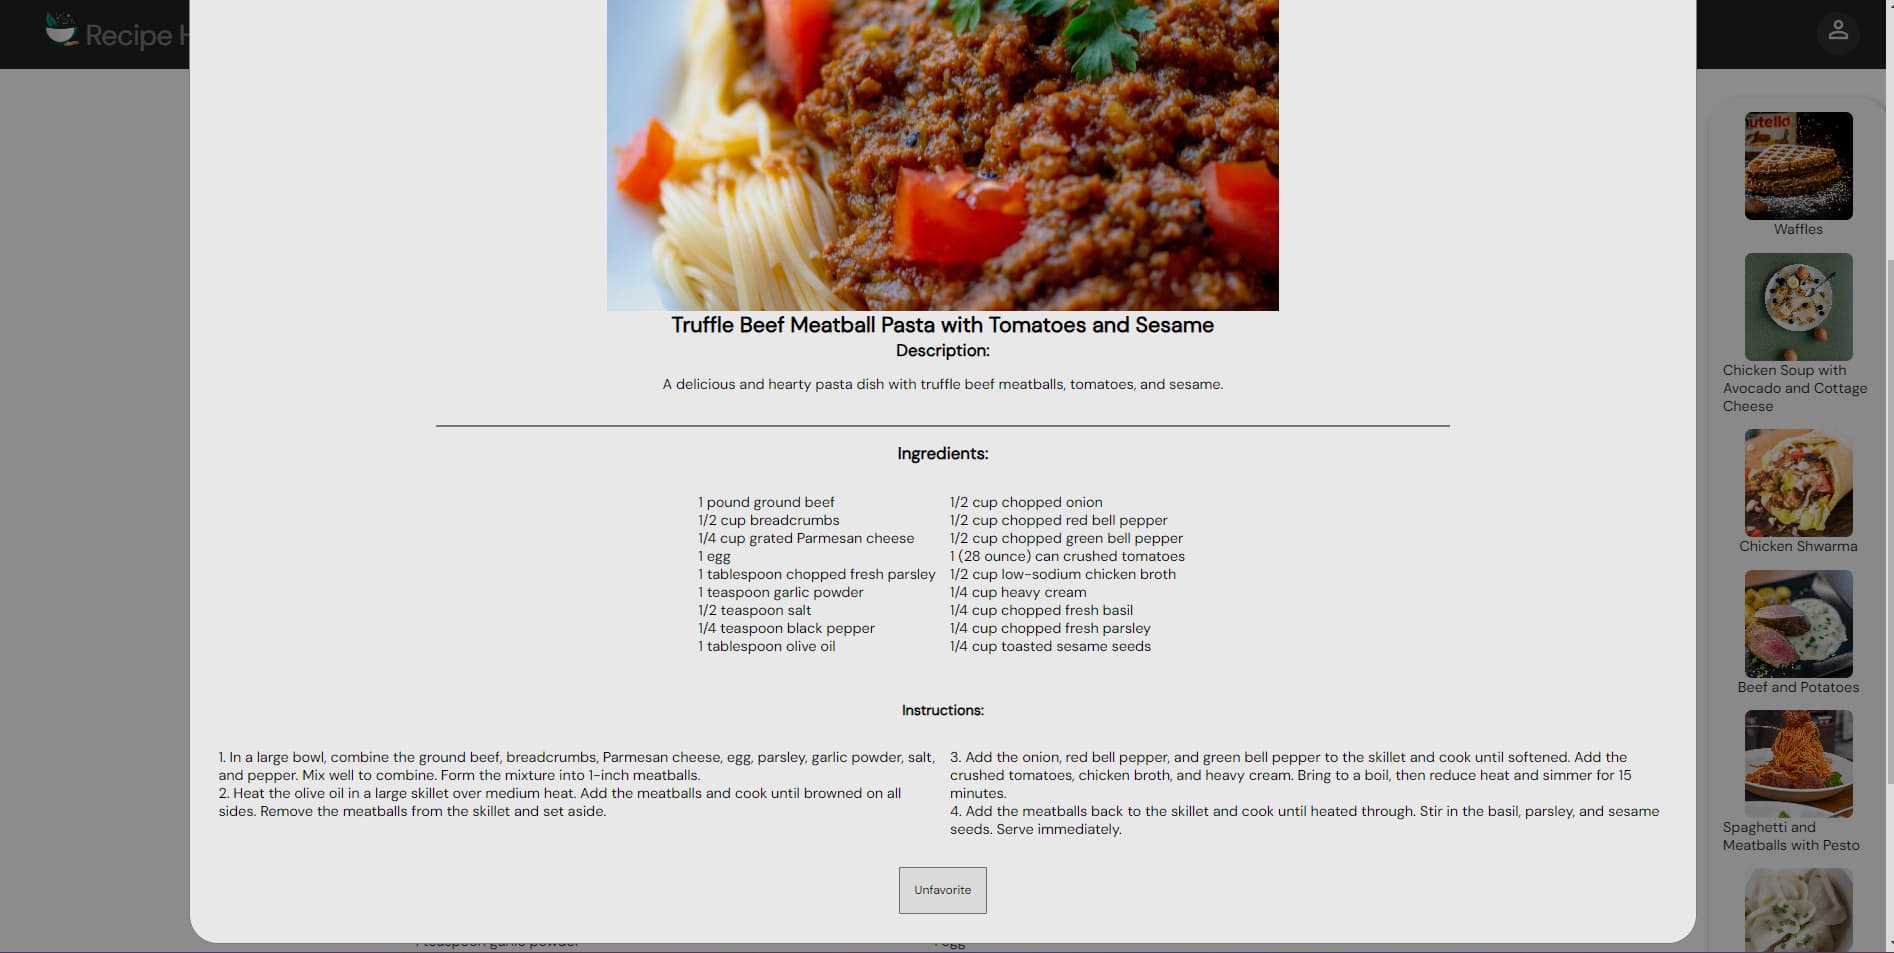 Recipe H
utella
Truffle Beef Meatball Pasta with Tomatoes and Sesame
Description:
A delicious and hearty pasta dish with truffle beef meatballs, tomatoes, and sesame.
Ingredients:
1 pound ground beef
1/2 cup breadcrumbs
1/4 cup grated Parmesan cheese
1 egg
1 tablespoon chopped fresh parsley
1 teaspoon garlic powder
1/2 teaspoon salt
1/4 teaspoon black pepper
1 tablespoon olive oil
1/2 cup chopped onion
1/2 cup chopped red bell pepper
1/2 cup chopped green bell pepper
1 (28 ounce) can crushed tomatoes
1/2 cup low-sodium chicken broth
1/4 cup heavy cream
1/4 cup chopped fresh basil
1/4 cup chopped fresh parsley
1/4 cup toasted sesame seeds
Instructions:
1. In a large bowl, combine the ground beef, breadcrumbs, Parmesan cheese, egg, parsley, garlic powder, salt,
and pepper. Mix well to combine. Form the mixture into 1-inch meatballs.
2. Heat the olive oil in a large skillet over medium heat. Add the meatballs and cook until browned on all
sides. Remove the meatballs from the skillet and set aside.
3. Add the onion, red bell pepper, and green bell pepper to the skillet and cook until softened. Add the
crushed tomatoes, chicken broth, and heavy cream. Bring to a boil, then reduce heat and simmer for 15
minutes.
4. Add the meatballs back to the skillet and cook until heated through. Stir in the basil, parsley, and sesame
seeds. Serve immediately.
Unfavorite
1 teaspoon garlic powder
1 egg
Waffles
Chicken Soup with
Avocado and Cottage
Cheese
Chicken Shwarma
Beef and Potatoes
Spaghetti and
Meatballs with Pesto